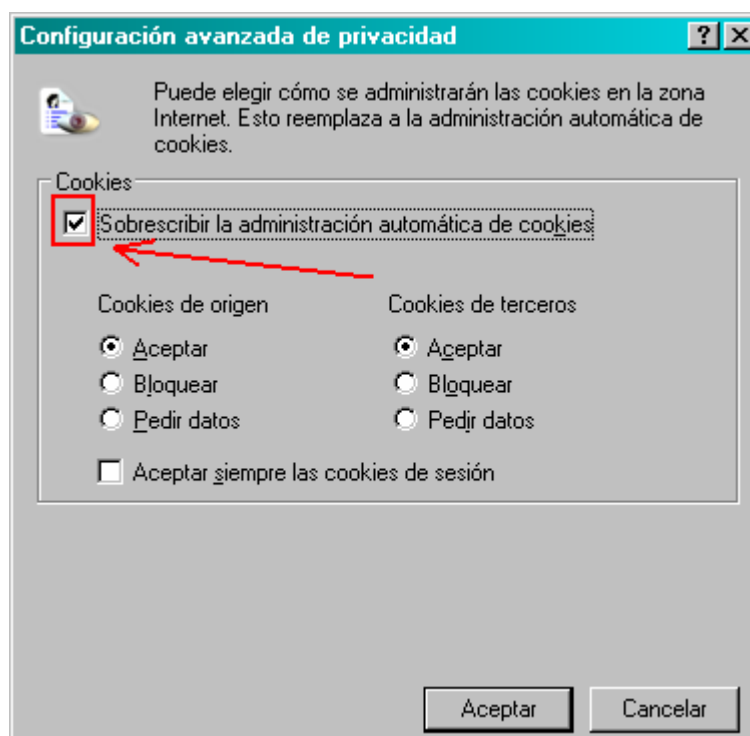 Configuración avanzada de privacidad
Puede elegir cómo se administrarán las cookies en la zona
Internet. Esto reemplaza a la administración automática de
cookies.
Cookies
Sobrescribir la administración automática de cookies
Cookies de origen
Cookies de terceros
Aceptar
Aceptar
Bloquear
Bloquear
Pedir datos
Pedir datos
Aceptar siempre las cookies de sesión
Aceptar
Cancelar